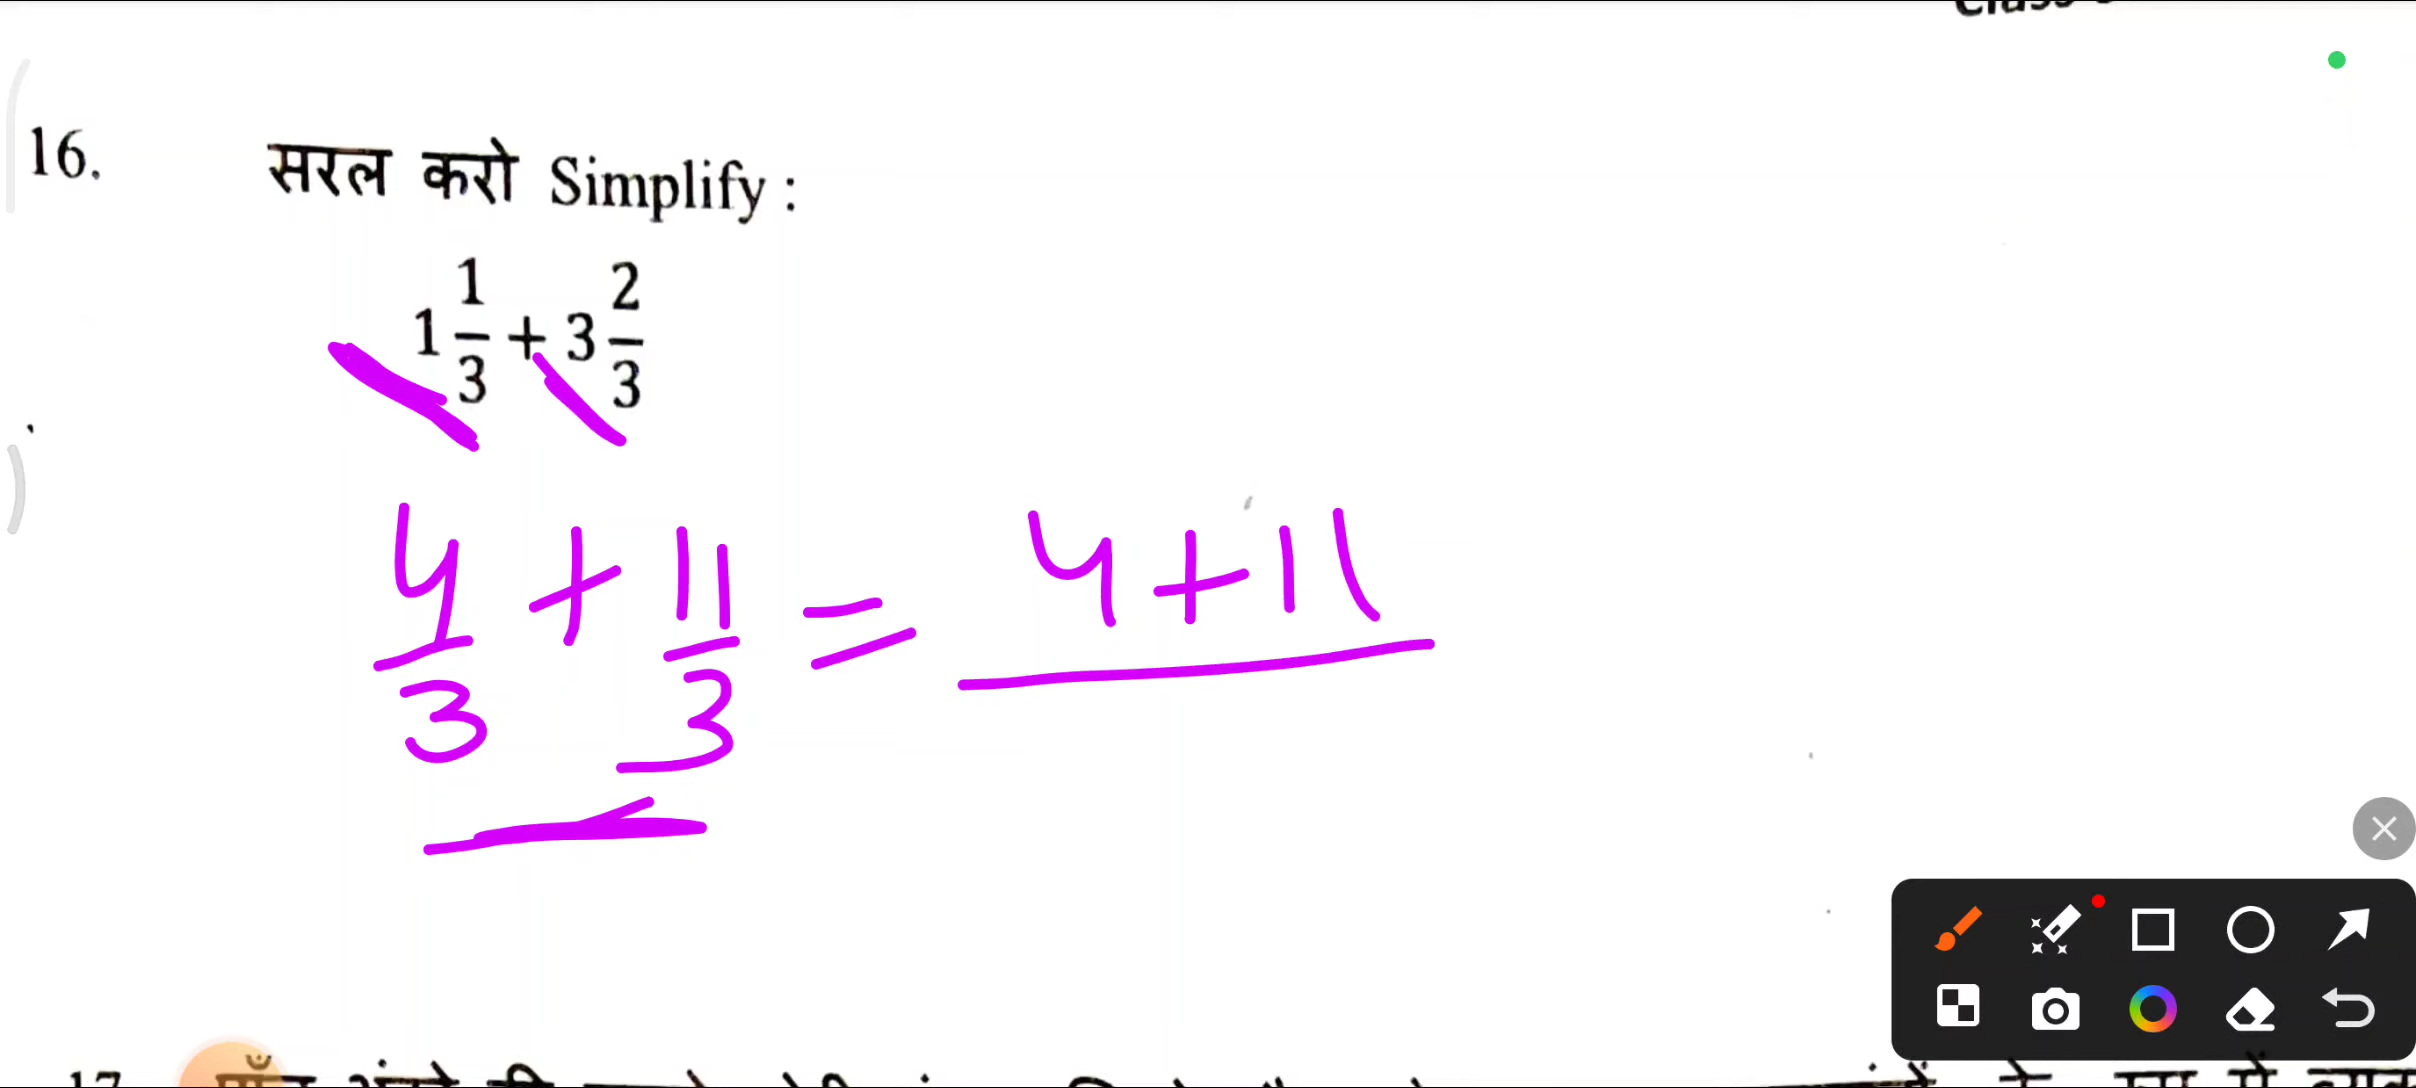 16. सरल करो Simplify :
1 1/3 + 3 2/3
4/3 + 11/3 = 4+11